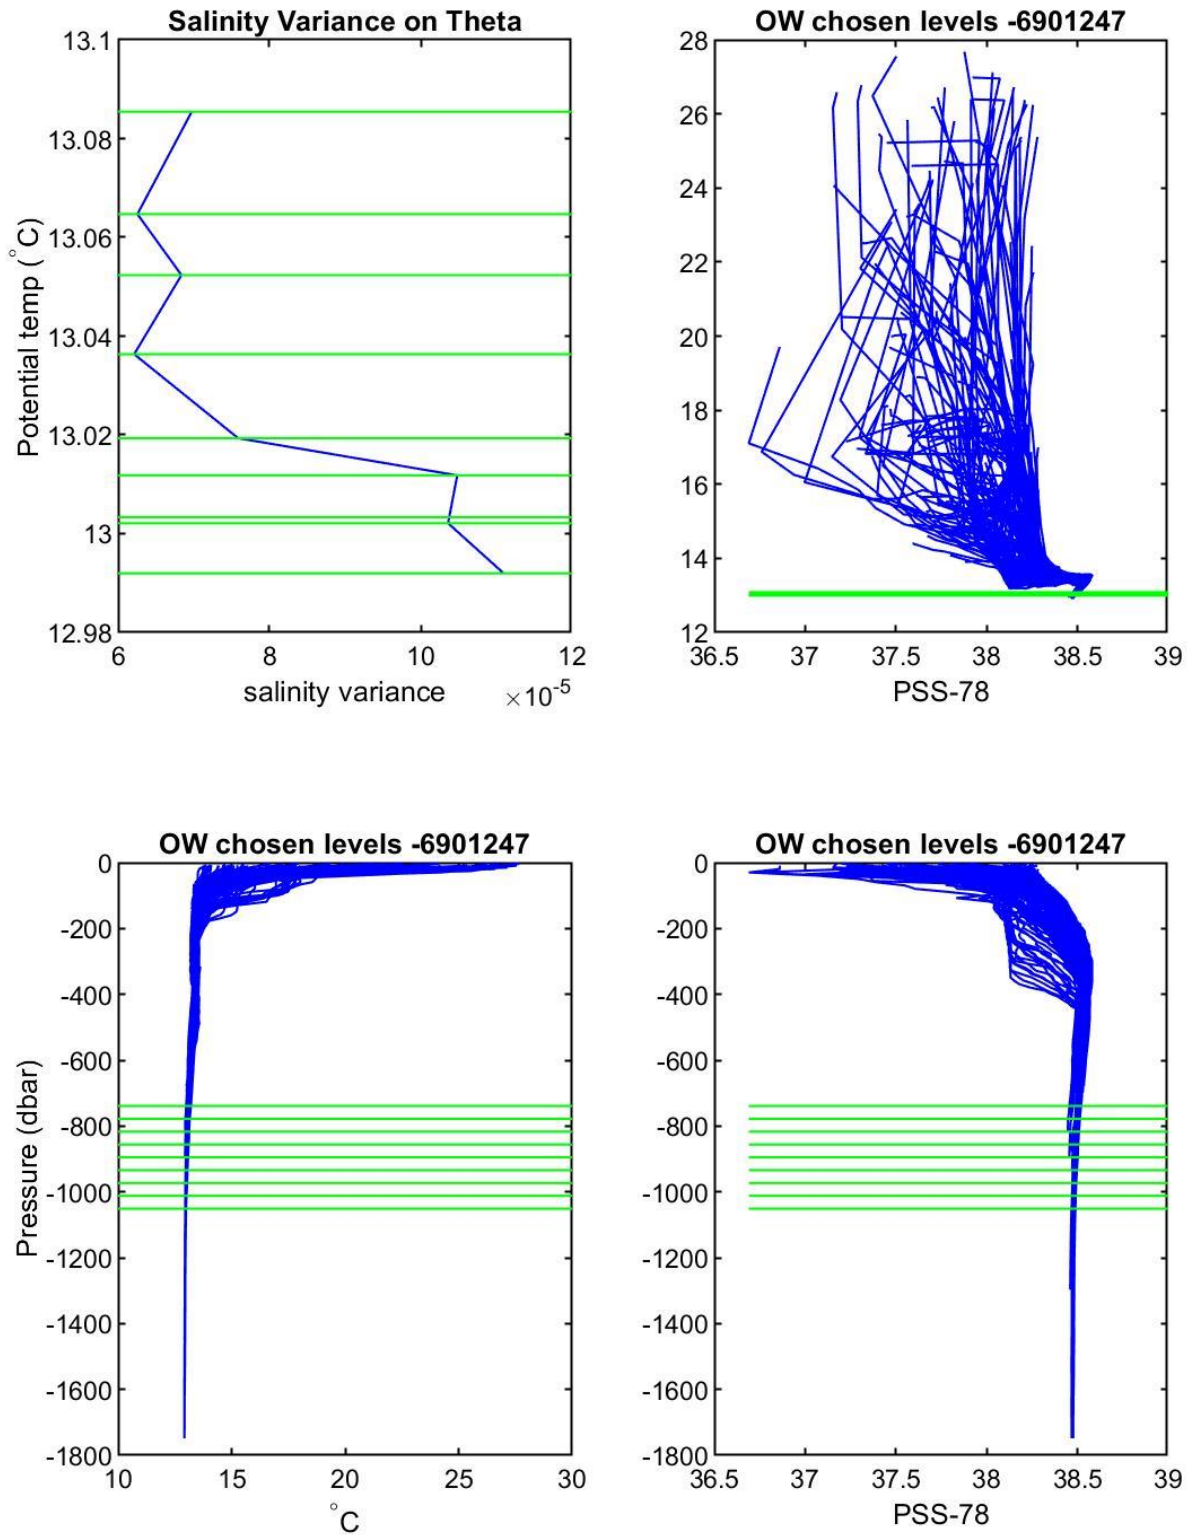 Salinity Variance on Theta
13.1
13.08
13.06
13.04
13.02
13
12.98
Potential temp (°C)
6 8 10 12
salinity variance ×10-5
OW chosen levels -6901247
28
26
24
22
20
18
16
14
12
36.5 37 37.5 38 38.5 39
PSS-78
OW chosen levels -6901247
0
-200
-400
-600
-800
-1000
-1200
-1400
-1600
-1800
Pressure (dbar)
10 15 20 25 30
°C
OW chosen levels -6901247
0
-200
-400
-600
-800
-1000
-1200
-1400
-1600
-1800
36.5 37 37.5 38 38.5 39
PSS-78